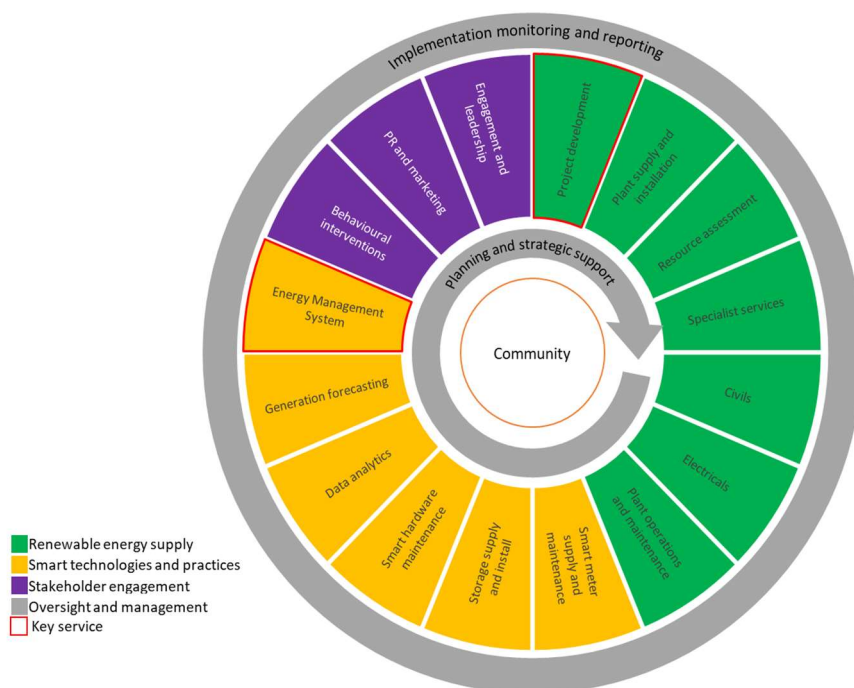 Implementation monitoring and reporting
Engagement and
leadership
Project development
PR and marketing
Plant supply and
installation
Behavioural
interventions
Resource assessment
Planning and strategic support
Energy Management
System
Specialist services
Community
Generation forecasting
Civils
Data analytics
Electricals
Smart hardware
maintenance
Storage supply
and install
Smart meter
supply and
maintenance
Plant operations
and maintenance
Renewable energy supply
Smart technologies and practices
Stakeholder engagement
Oversight and management
Key service